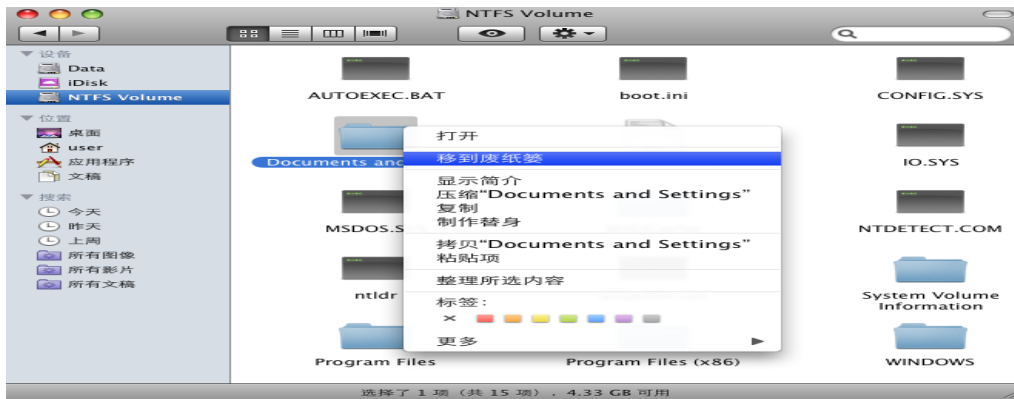 NTFS Volume
设备
Data
iDisk
NTFS Volume
位置
桌面
user
应用程序
文稿
搜索
今天
昨天
上周
所有图像
所有影片
所有文稿
AUTOEXEC.BAT
boot.ini
CONFIG.SYS
Documents and
IO.SYS
MSDOS.S
NTDETECT.COM
ntldr
System Volume
Information
Program Files
Program Files (x86)
WINDOWS
打开
移到废纸篓
显示简介
压缩“Documents and Settings”
复制
制作替身
拷贝“Documents and Settings”
粘贴项
整理所选内容
标签:
×
更多
选择了 1 项（共 15 项）, 4.33 GB 可用